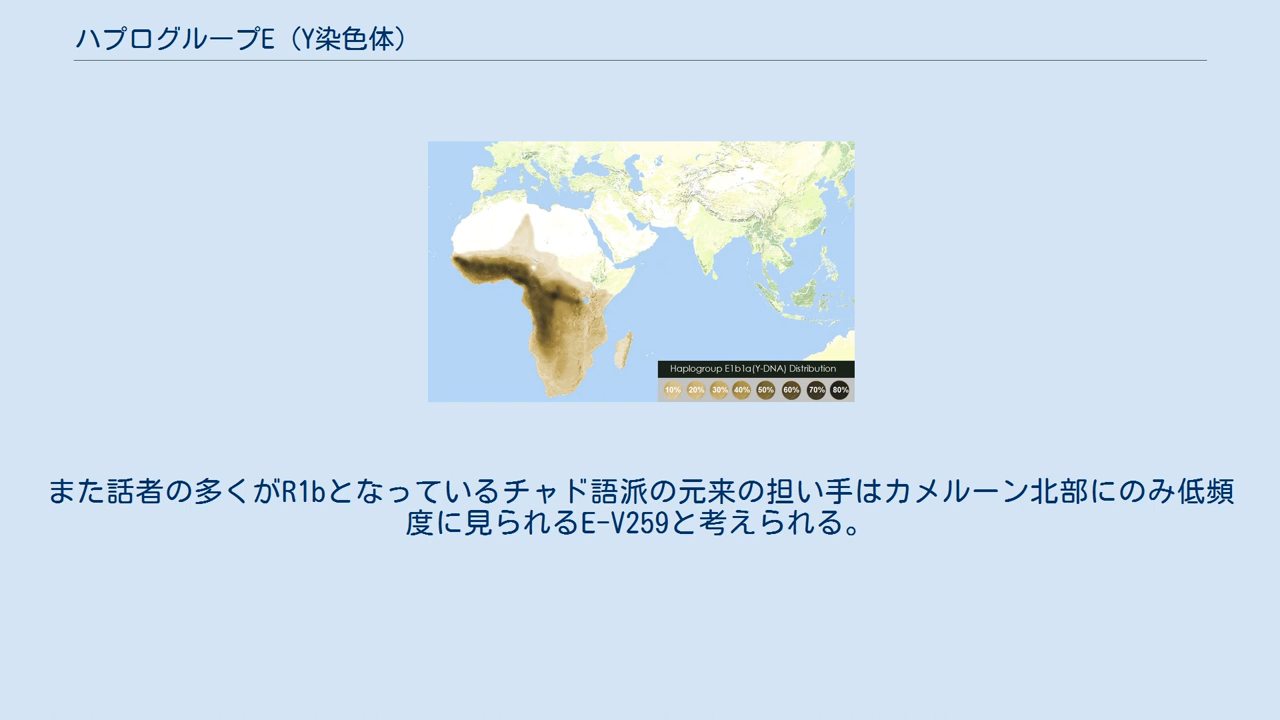 ハプログループE（Y染色体）
Haplogroup E1b1a(Y-DNA) Distribution
10% 20% 30% 40% 50% 60% 70% 80%
また話者の多くがR1bとなっているチャド語派の元来の担い手はカメルーン北部にのみ低頻
度に見られるE-V259と考えられる。